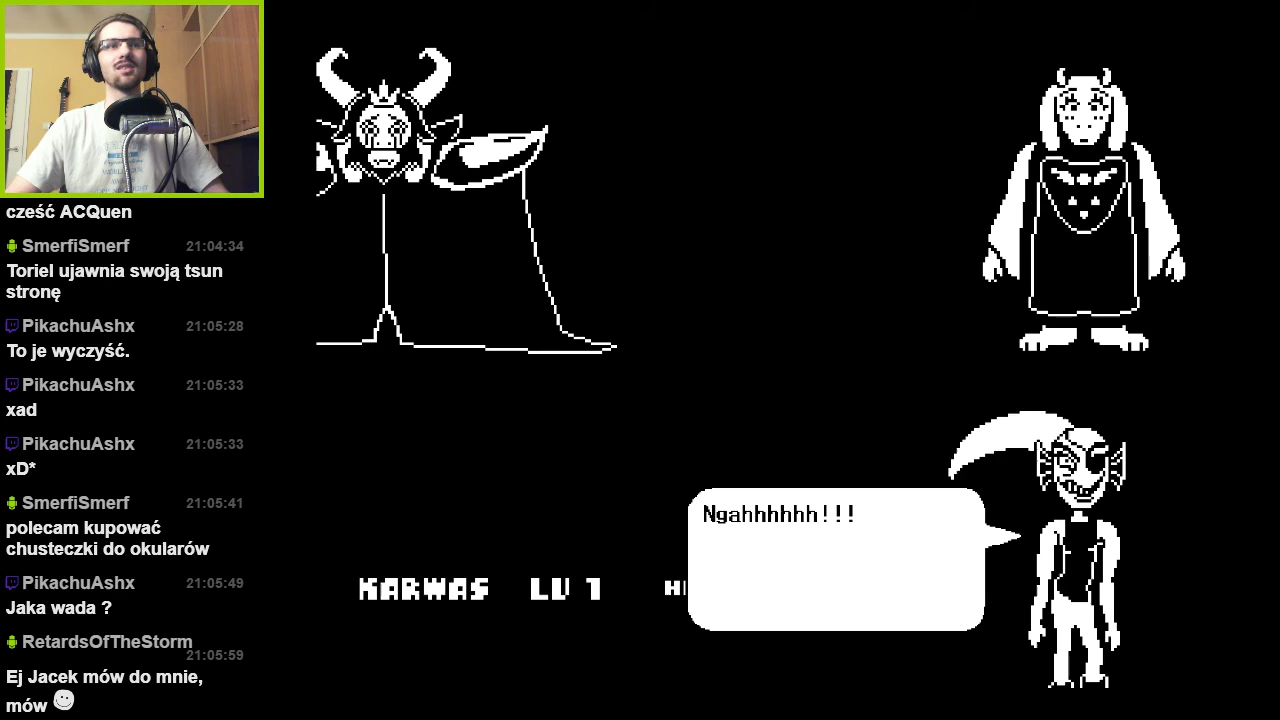 cześć ACQuen
SmerfiSmerf 21:04:34
Toriel ujawnia swoją tsun
stronę
PikachuAshx 21:05:28
To je wyczyść.
PikachuAshx 21:05:33
xad
PikachuAshx 21:05:33
xD*
SmerfiSmerf 21:05:41
polecam kupować
chusteczki do okularów
PikachuAshx 21:05:49
Jaka wada ?
RetardsOfTheStorm
21:05:59
Ej Jacek mów do mnie,
mów
Ngahhhhhh!!!
KARWAS LV 1 H